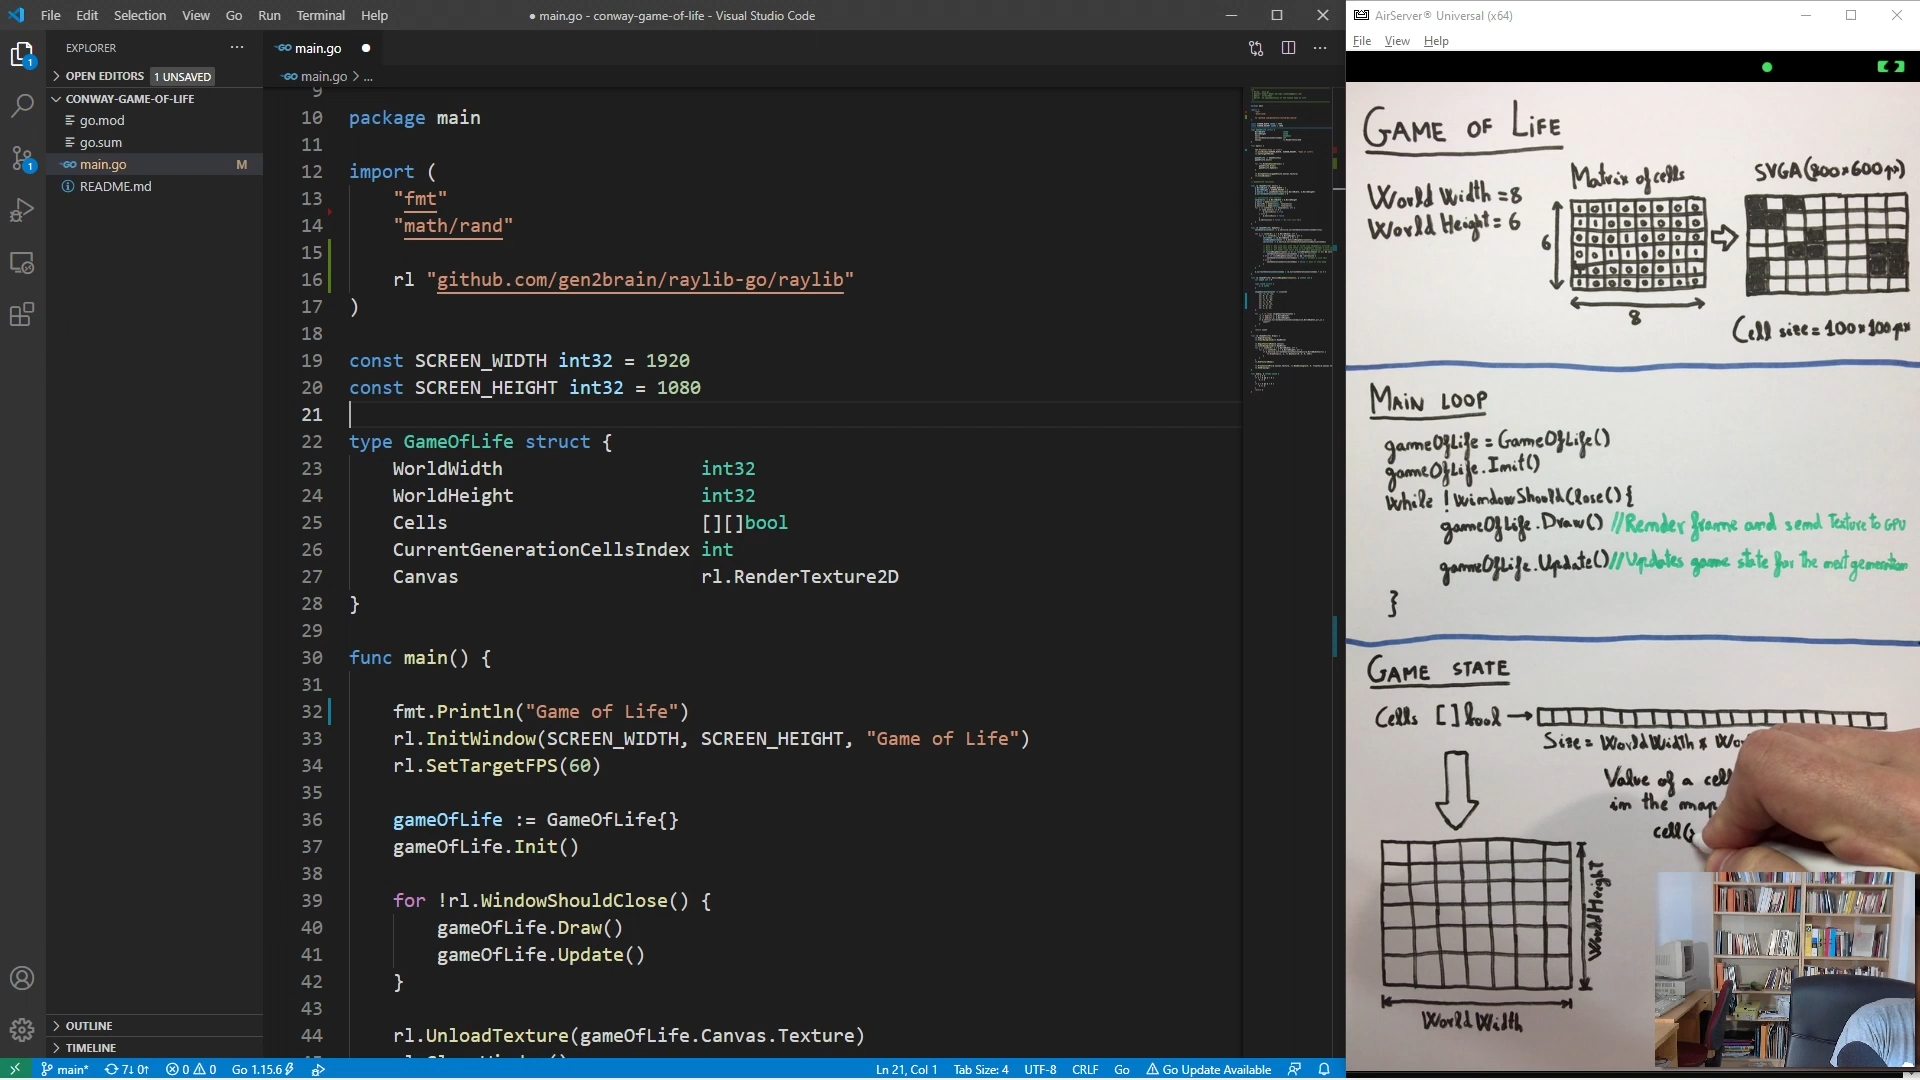 File Edit Selection View Go Run Terminal Help
● main.go - conway-game-of-life - Visual Studio Code
EXPLORER
OPEN EDITORS 1 UNSAVED
CONWAY-GAME-OF-LIFE
go.mod
go.sum
main.go M
README.md
OUTLINE
TIMELINE
main.go
main.go > ...
9
10 package main
11
12 import (
13 "fmt"
14 "math/rand"
15
16 rl "github.com/gen2brain/raylib-go/raylib"
17 )
18
19 const SCREEN_WIDTH int32 = 1920
20 const SCREEN_HEIGHT int32 = 1080
21
22 type GameOfLife struct {
23 WorldWidth int32
24 WorldHeight int32
25 Cells [][]bool
26 CurrentGenerationCellsIndex int
27 Canvas rl.RenderTexture2D
28 }
29
30 func main() {
31
32 fmt.Println("Game of Life")
33 rl.InitWindow(SCREEN_WIDTH, SCREEN_HEIGHT, "Game of Life")
34 rl.SetTargetFPS(60)
35
36 gameOfLife := GameOfLife{}
37 gameOfLife.Init()
38
39 for !rl.WindowShouldClose() {
40 gameOfLife.Draw()
41 gameOfLife.Update()
42 }
43
44 rl.UnloadTexture(gameOfLife.Canvas.Texture)
main* 7↓ 0↑ 0 0 Go 1.15.6
Ln 21, Col 1 Tab Size: 4 UTF-8 CRLF Go Go Update Available
AirServer® Universal (x64)
File View Help
GAME OF LIFE
World Width = 8
World Height = 6
Matrix of cells
6
8
SVGA (800x600px)
Cell size = 100x100px
MAIN LOOP
gameOfLife = GameOfLife()
gameOfLife.Init()
while !WindowShouldClose(){
gameOfLife.Draw() //Render frame and send Texture to GPU
gameOfLife.Update() //Updates game state for the next generation
}
GAME STATE
Cells []bool →
Size = WorldWidth * Wo
Value of a cell
in the map
cell(
WorldHeight
WorldWidth